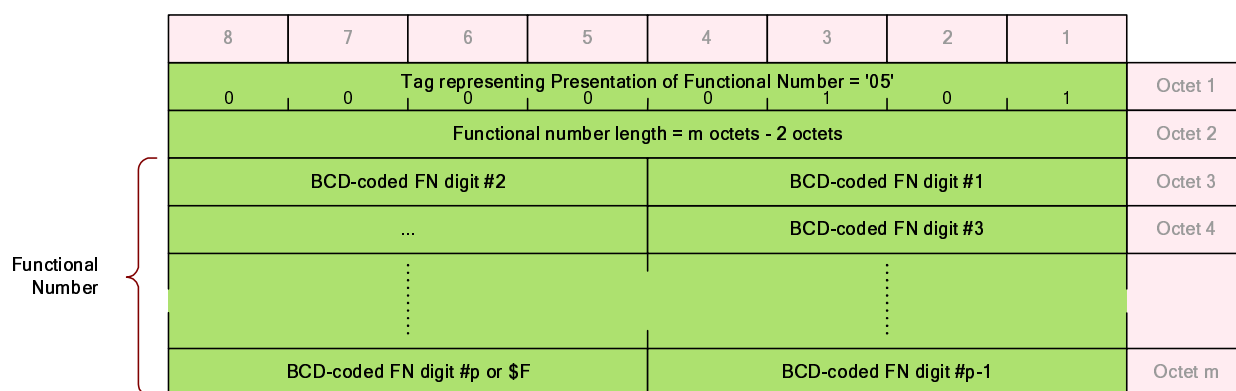 8 7 6 5 4 3 2 1
Tag representing Presentation of Functional Number = '05'
0 0 0 0 0 1 0 1
Octet 1
Functional number length = m octets - 2 octets
Octet 2
BCD-coded FN digit #2 BCD-coded FN digit #1 Octet 3
... BCD-coded FN digit #3 Octet 4
Functional
Number
BCD-coded FN digit #p or $F BCD-coded FN digit #p-1 Octet m